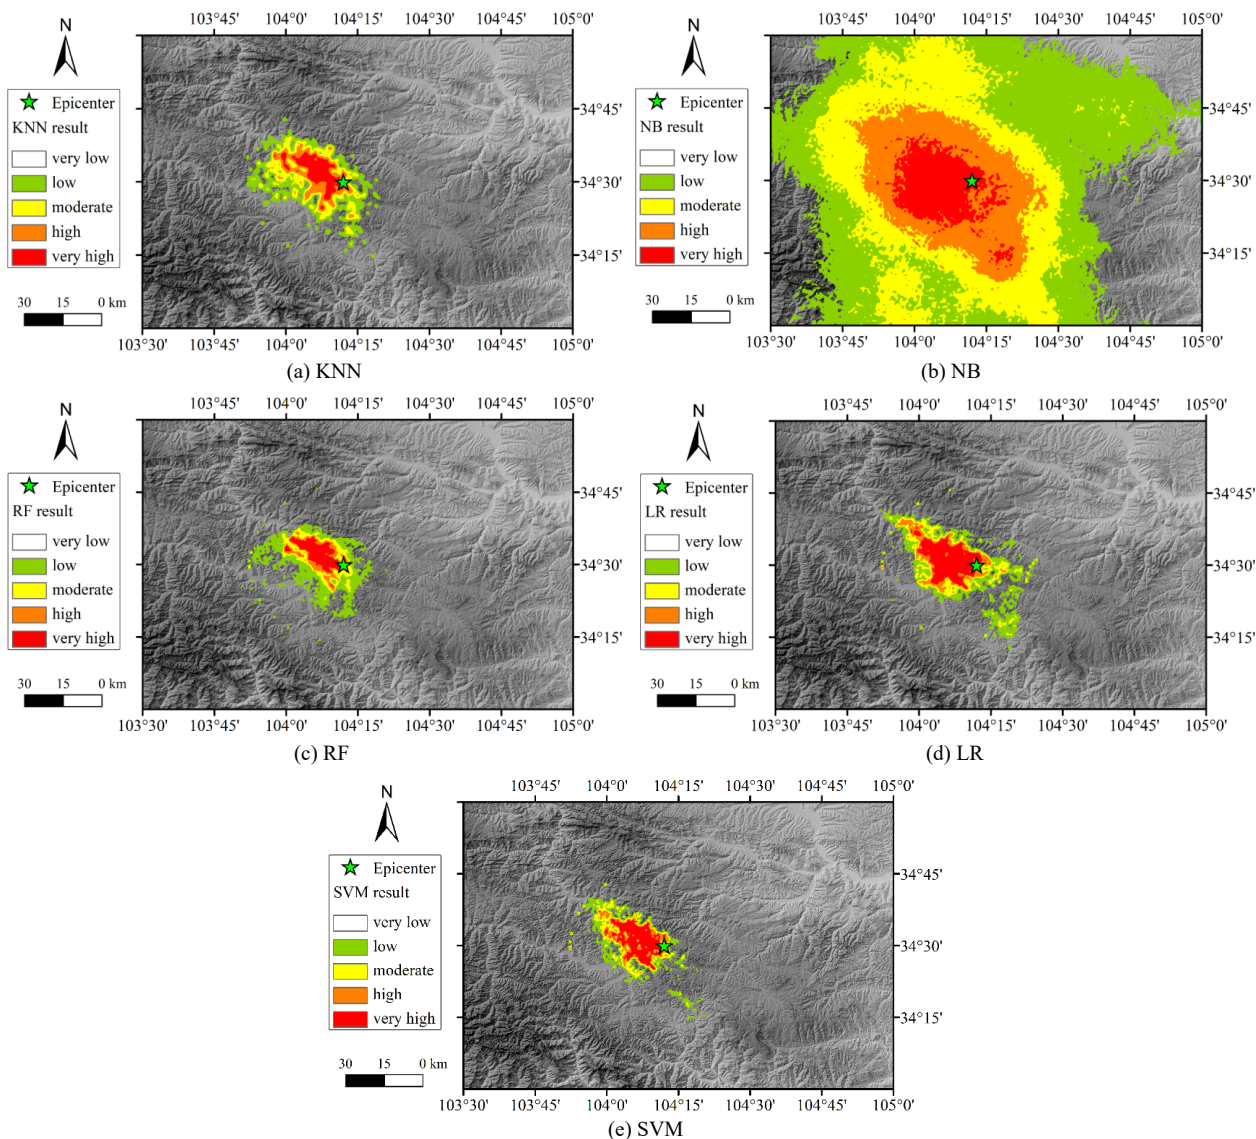 103°45' 104°0' 104°15' 104°30' 104°45' 105°0'
N
Epicenter
KNN result
very low
low
moderate
high
very high
30 15 0 km
34°45'
34°30'
34°15'
103°30' 103°45' 104°0' 104°15' 104°30' 104°45' 105°0'
(a) KNN
103°45' 104°0' 104°15' 104°30' 104°45' 105°0'
N
Epicenter
NB result
very low
low
moderate
high
very high
30 15 0 km
34°45'
34°30'
34°15'
103°30' 103°45' 104°0' 104°15' 104°30' 104°45' 105°0'
(b) NB
103°45' 104°0' 104°15' 104°30' 104°45' 105°0'
N
Epicenter
RF result
very low
low
moderate
high
very high
30 15 0 km
34°45'
34°30'
34°15'
103°30' 103°45' 104°0' 104°15' 104°30' 104°45' 105°0'
(c) RF
103°45' 104°0' 104°15' 104°30' 104°45' 105°0'
N
Epicenter
LR result
very low
low
moderate
high
very high
30 15 0 km
34°45'
34°30'
34°15'
103°30' 103°45' 104°0' 104°15' 104°30' 104°45' 105°0'
(d) LR
103°45' 104°0' 104°15' 104°30' 104°45' 105°0'
N
Epicenter
SVM result
very low
low
moderate
high
very high
30 15 0 km
34°45'
34°30'
34°15'
103°30' 103°45' 104°0' 104°15' 104°30' 104°45' 105°0'
(e) SVM